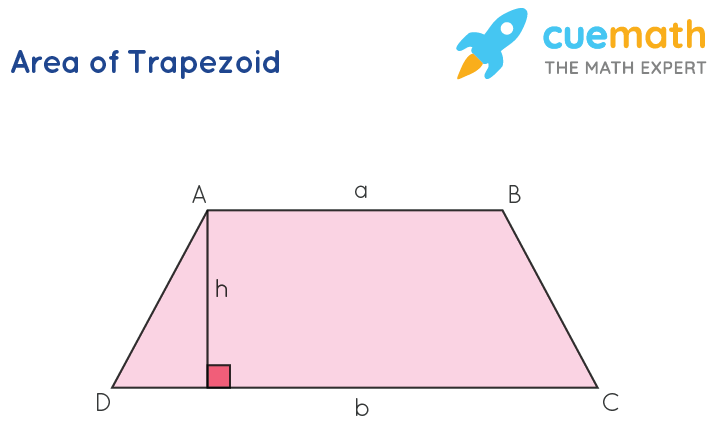 cuemath
THE MATH EXPERT
Area of Trapezoid
A
a
B
h
D
b
C